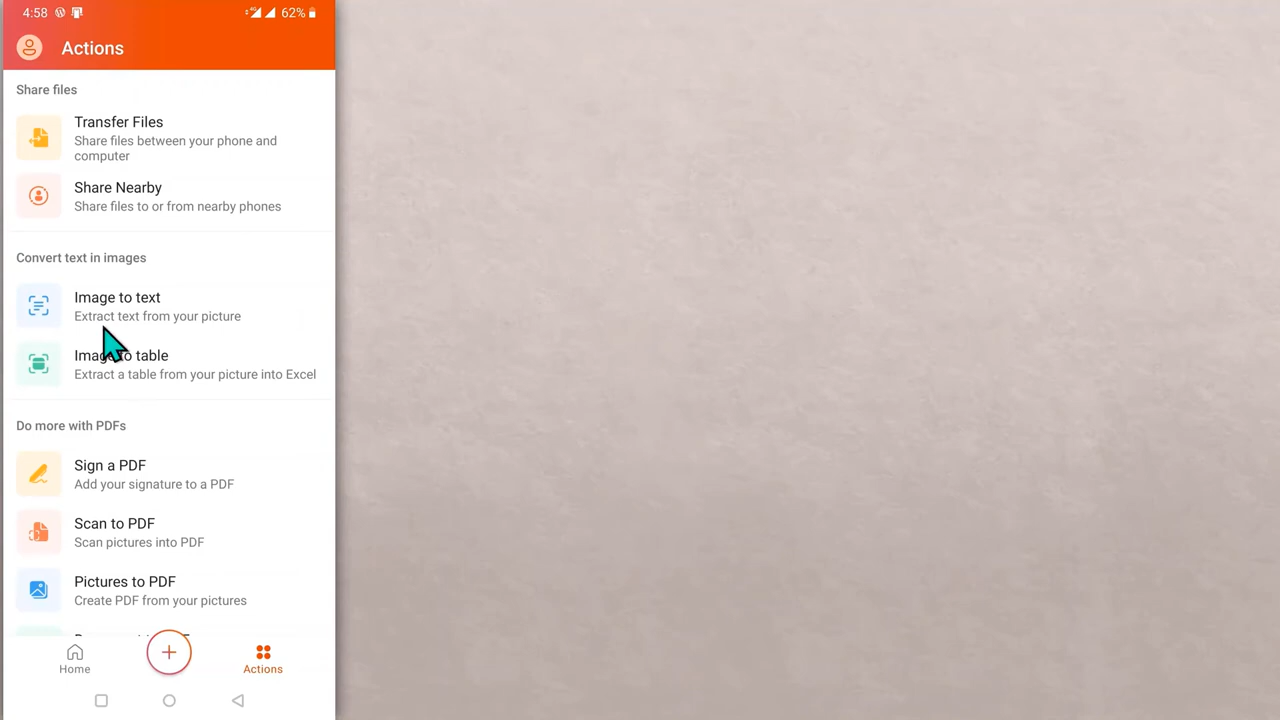 4:58 62%
Actions
Share files
Transfer Files
Share files between your phone and
computer
Share Nearby
Share files to or from nearby phones
Convert text in images
Image to text
Extract text from your picture
Image to table
Extract a table from your picture into Excel
Do more with PDFs
Sign a PDF
Add your signature to a PDF
Scan to PDF
Scan pictures into PDF
Pictures to PDF
Create PDF from your pictures
Home
Actions